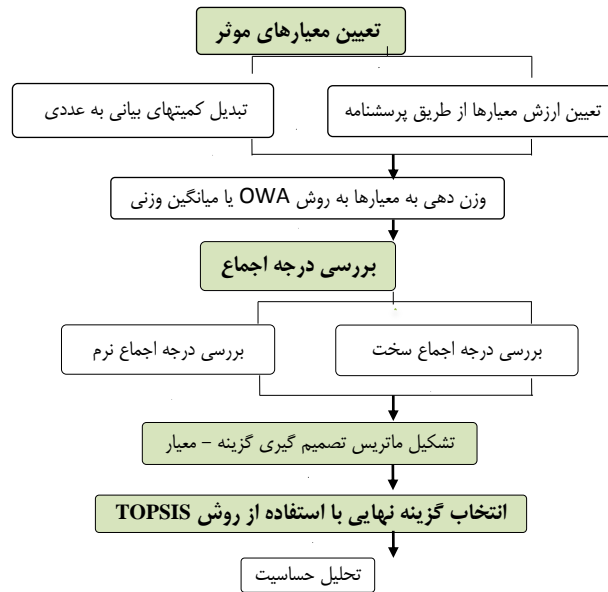 تعیین معیارهای موثر
تعیین ارزش معیارها از طریق پرسشنامه
تبدیل کمیتهای بیانی به عددی
وزن دهی به معیارها به روش OWA یا میانگین وزنی
بررسی درجه اجماع
بررسی درجه اجماع سخت
بررسی درجه اجماع نرم
تشکیل ماتریس تصمیم گیری گزینه – معیار
انتخاب گزینه نهایی با استفاده از روش TOPSIS
تحلیل حساسیت